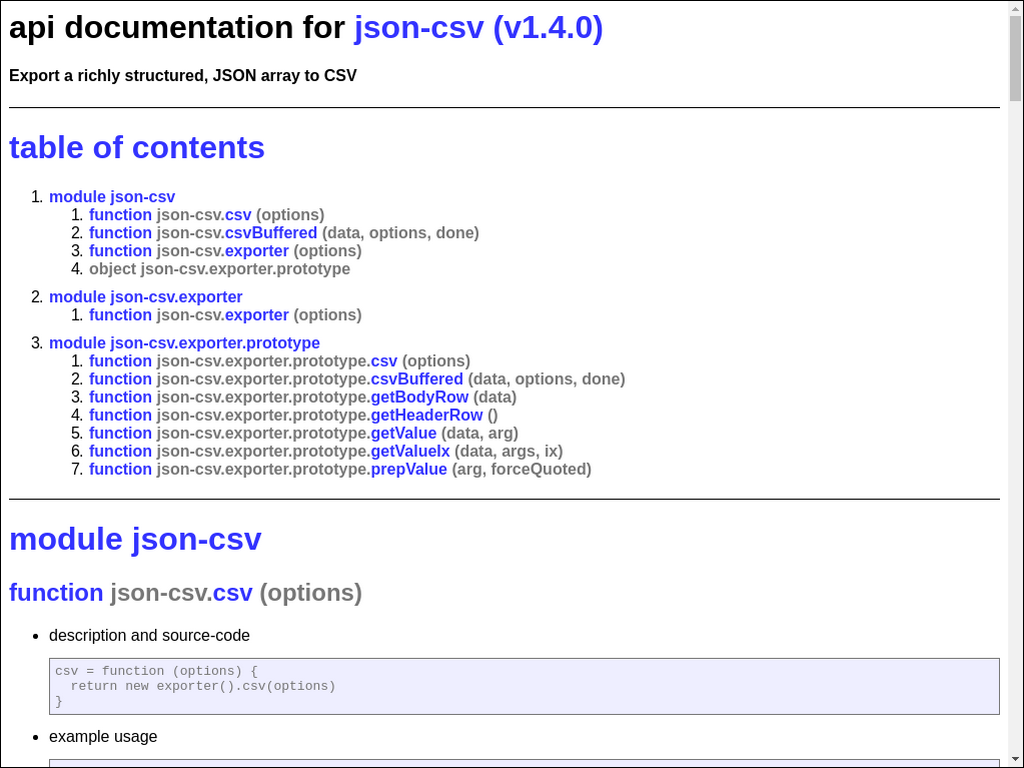 api documentation for json-csv (v1.4.0)
Export a richly structured, JSON array to CSV
table of contents
1. module json-csv
1. function json-csv.csv (options)
2. function json-csv.csvBuffered (data, options, done)
3. function json-csv.exporter (options)
4. object json-csv.exporter.prototype
2. module json-csv.exporter
1. function json-csv.exporter (options)
3. module json-csv.exporter.prototype
1. function json-csv.exporter.prototype.csv (options)
2. function json-csv.exporter.prototype.csvBuffered (data, options, done)
3. function json-csv.exporter.prototype.getBodyRow (data)
4. function json-csv.exporter.prototype.getHeaderRow ()
5. function json-csv.exporter.prototype.getValue (data, arg)
6. function json-csv.exporter.prototype.getValueIx (data, args, ix)
7. function json-csv.exporter.prototype.prepValue (arg, forceQuoted)
module json-csv
function json-csv.csv (options)
• description and source-code
csv = function (options) {
  return new exporter().csv(options)
}
• example usage